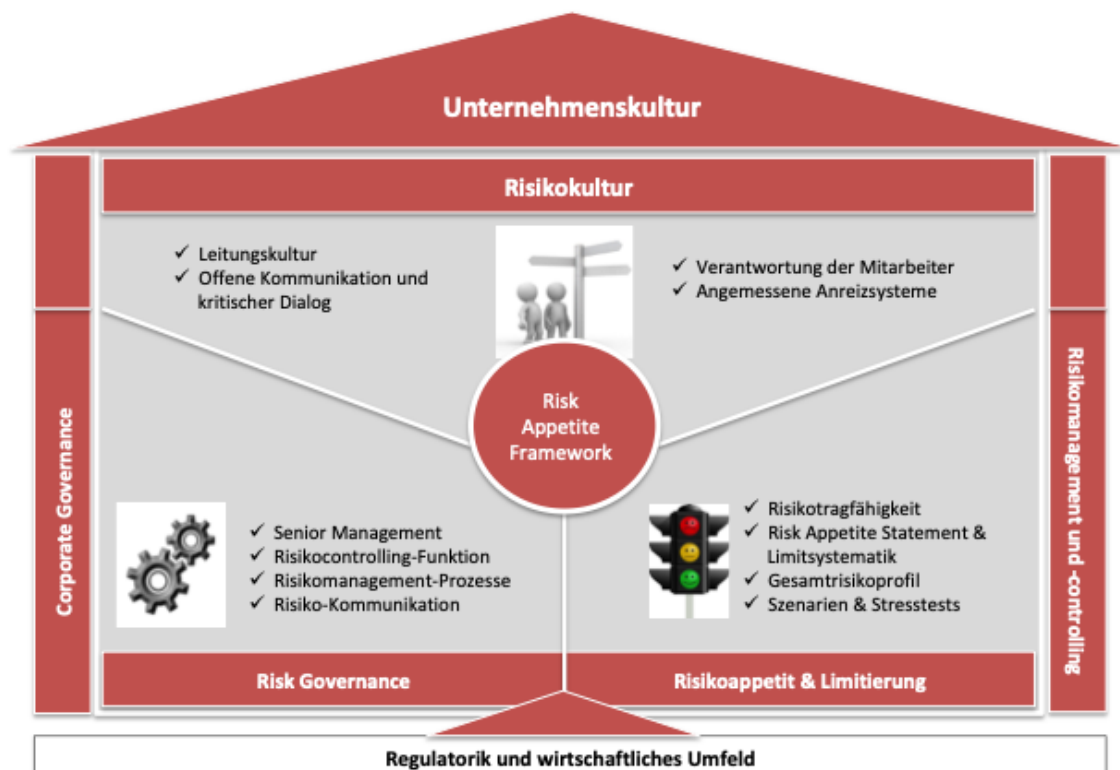 Unternehmenskultur
Risikokultur
✓ Leitungskultur
✓ Offene Kommunikation und
kritischer Dialog
✓ Verantwortung der Mitarbeiter
✓ Angemessene Anreizsysteme
Corporate Governance
Risk
Appetite
Framework
Risikomanagement und -controlling
✓ Senior Management
✓ Risikocontrolling-Funktion
✓ Risikomanagement-Prozesse
✓ Risiko-Kommunikation
✓ Risikotragfähigkeit
✓ Risk Appetite Statement &
Limitsystematik
✓ Gesamtrisikoprofil
✓ Szenarien & Stresstests
Risk Governance
Risikoappetit & Limitierung
Regulatorik und wirtschaftliches Umfeld